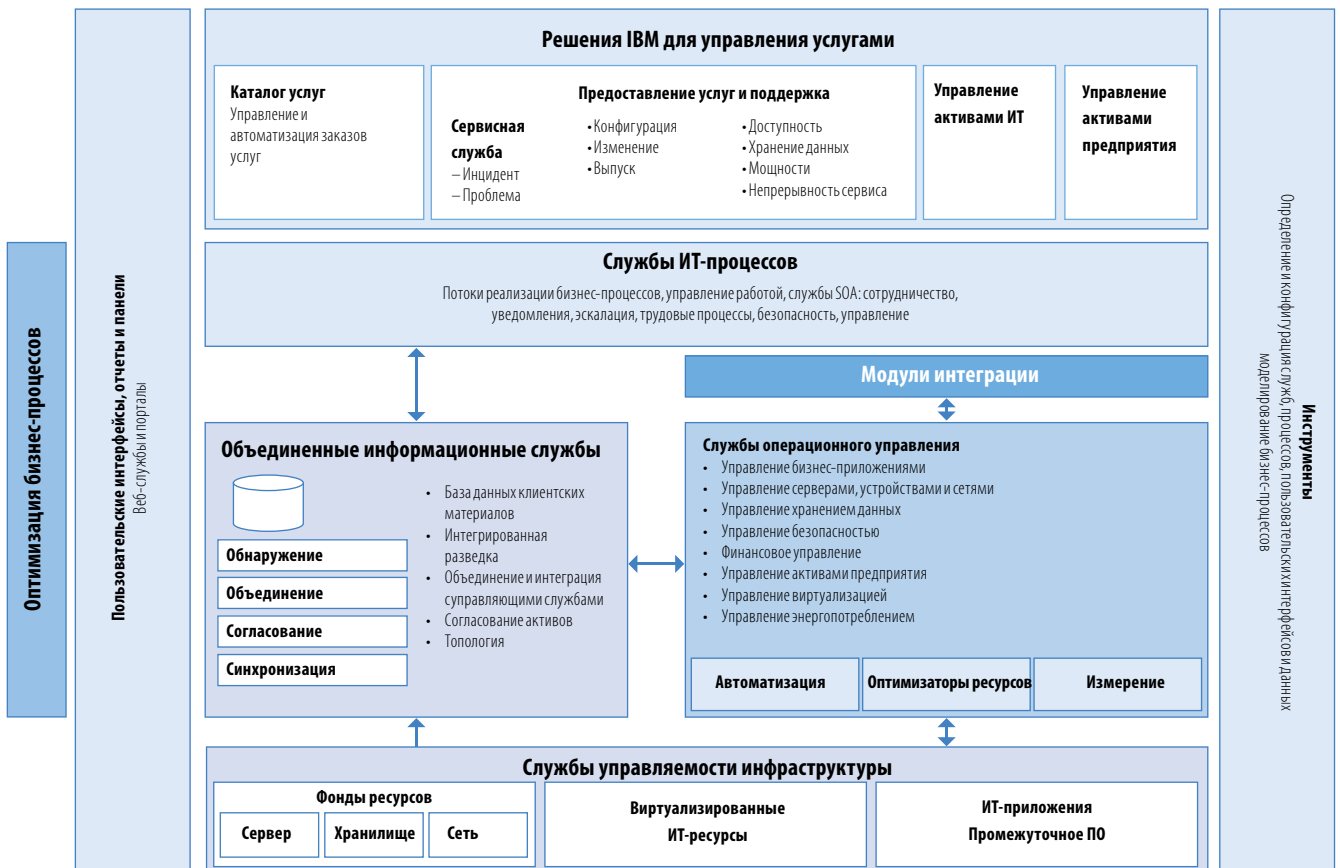 Оптимизация бизнес-процессов
Пользовательские интерфейсы, отчеты и панели
Веб-службы и порталы
Решения IBM для управления услугами
Каталог услуг
Управление и
автоматизация заказов
услуг
Предоставление услуг и поддержка
Сервисная
служба
– Инцидент
– Проблема
• Конфигурация
• Изменение
• Выпуск
• Доступность
• Хранение данных
• Мощности
• Непрерывность сервиса
Управление
активами ИТ
Управление
активами
предприятия
Службы ИТ-процессов
Потоки реализации бизнес-процессов, управление работой, службы SOA: сотрудничество,
уведомления, эскалация, трудовые процессы, безопасность, управление
Модули интеграции
Объединенные информационные службы
Обнаружение
Объединение
Согласование
Синхронизация
• База данных клиентских
материалов
• Интегрированная
разведка
• Объединение и интеграция
суправляющими службами
• Согласование активов
• Топология
Службы операционного управления
• Управление бизнес-приложениями
• Управление серверами, устройствами и сетями
• Управление хранением данных
• Управление безопасностью
• Финансовое управление
• Управление активами предприятия
• Управление виртуализацией
• Управление энергопотреблением
Автоматизация
Оптимизаторы ресурсов
Измерение
Службы управляемости инфраструктуры
Фонды ресурсов
Сервер
Хранилище
Сеть
Виртуализированные
ИТ-ресурсы
ИТ-приложения
Промежуточное ПО
Инструменты
Определение и конфигурация служб, процессов, пользовательских интерфейсов и данных
моделирование бизнес-процессов